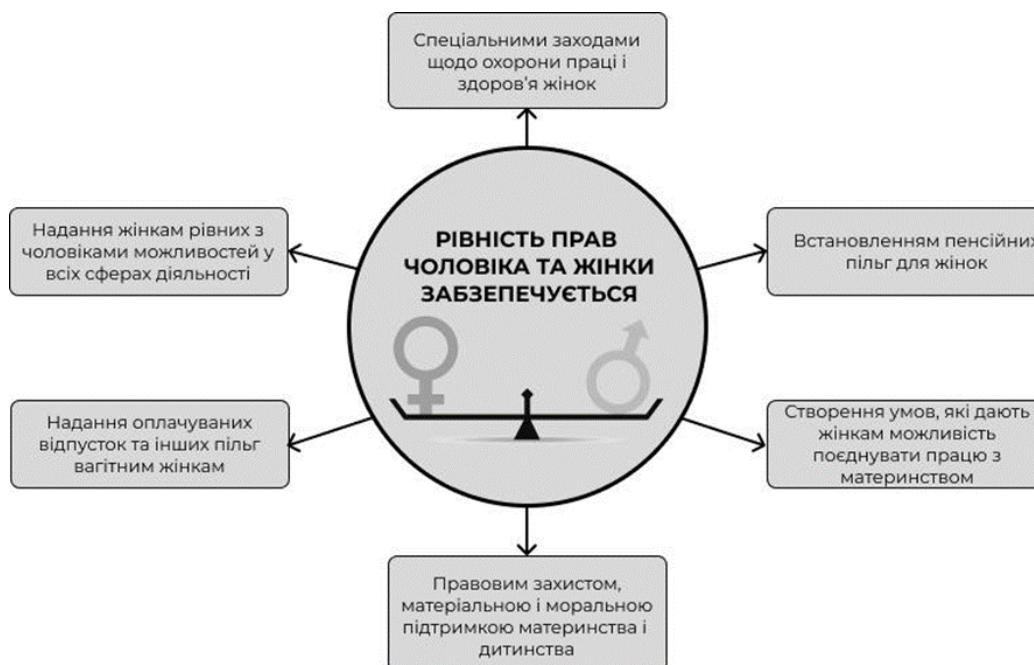 Спеціальними заходами
щодо охорони праці і
здоров'я жінок
Надання жінкам рівних з
чоловіками можливостей у
всіх сферах діяльності
РІВНІСТЬ ПРАВ
ЧОЛОВІКА ТА ЖІНКИ
ЗАБЗЕПЕЧУЄТЬСЯ
Встановленням пенсійних
пільг для жінок
Надання оплачуваних
відпусток та інших пільг
вагітним жінкам
Створення умов, які дають
жінкам можливість
поєднувати працю з
материнством
Правовим захистом,
матеріальною і моральною
підтримкою материнства і
дитинства